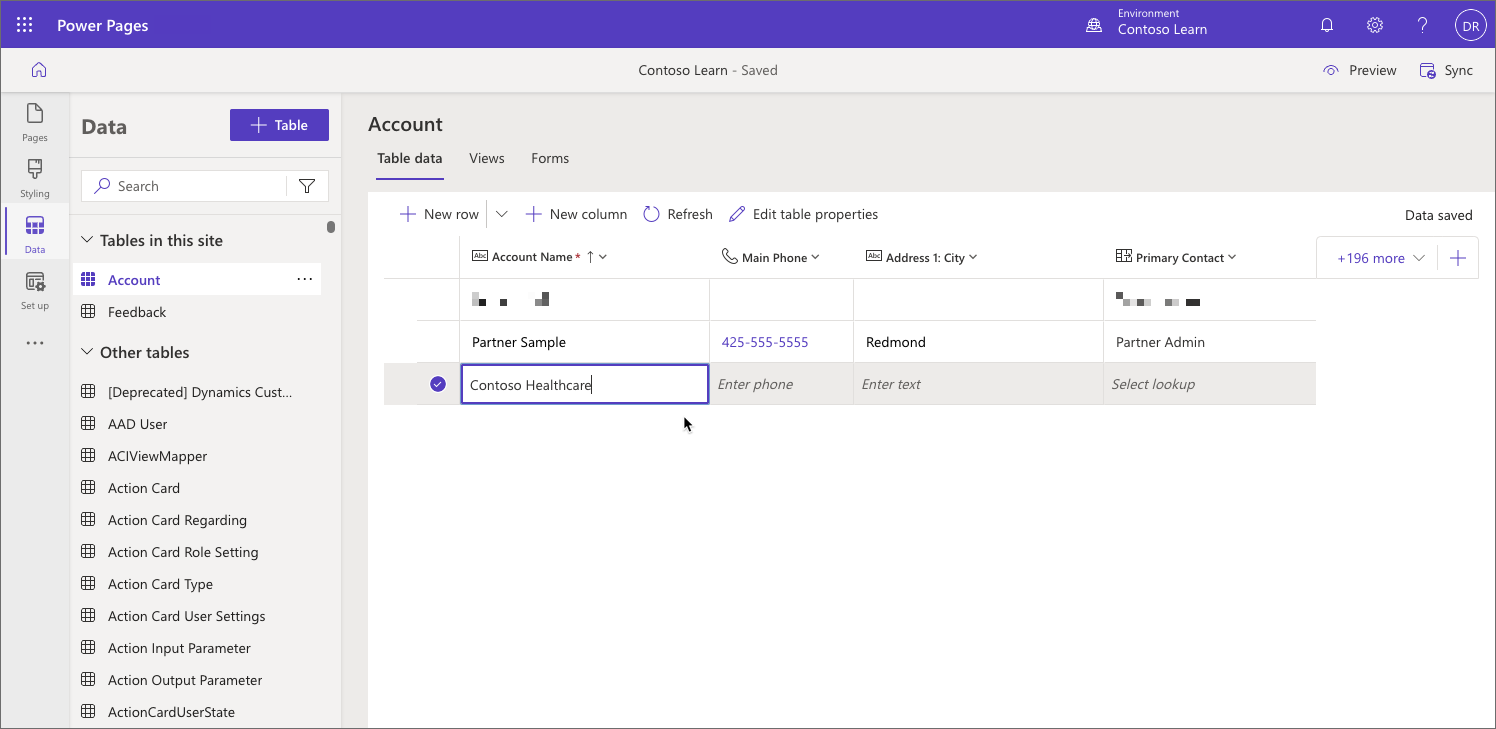 Power Pages
Environment
Contoso Learn
?
DR
Contoso Learn - Saved
Preview
Sync
Pages
Styling
Data
Set up
Data
+ Table
Search
Tables in this site
Account
Feedback
Other tables
[Deprecated] Dynamics Cust...
AAD User
ACIViewMapper
Action Card
Action Card Regarding
Action Card Role Setting
Action Card Type
Action Card User Settings
Action Input Parameter
Action Output Parameter
ActionCardUserState
Account
Table data Views Forms
+ New row + New column Refresh Edit table properties Data saved
Abc Account Name * ↑ Main Phone Abc Address 1: City Primary Contact +196 more +
Partner Sample 425-555-5555 Redmond Partner Admin
Contoso Healthcare Enter phone Enter text Select lookup